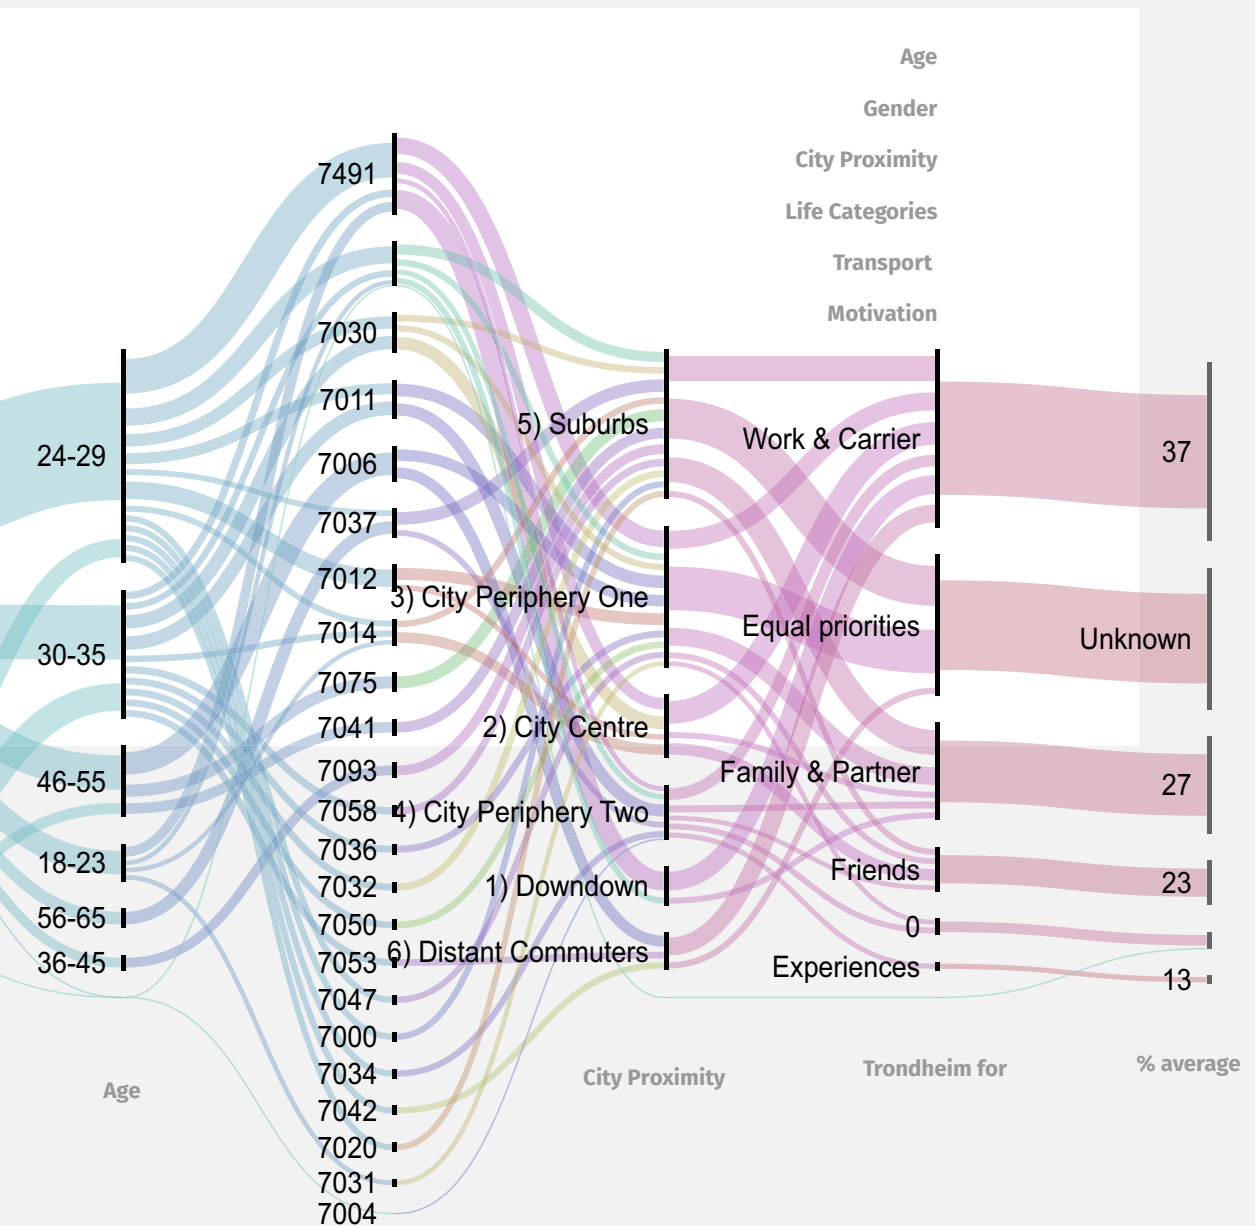 Age
Gender
City Proximity
Life Categories
Transport
Motivation
24-29
30-35
46-55
18-23
56-65
36-45
7491
7030
7011
7006
7037
7012
7014
7075
7041
7093
7058
7036
7032
7050
7053
7047
7000
7034
7042
7020
7031
7004
5) Suburbs
3) City Periphery One
2) City Centre
4) City Periphery Two
1) Downdown
6) Distant Commuters
Work & Carrier
Equal priorities
Family & Partner
Friends
0
Experiences
37
Unknown
27
23
13
Age
City Proximity
Trondheim for
% average